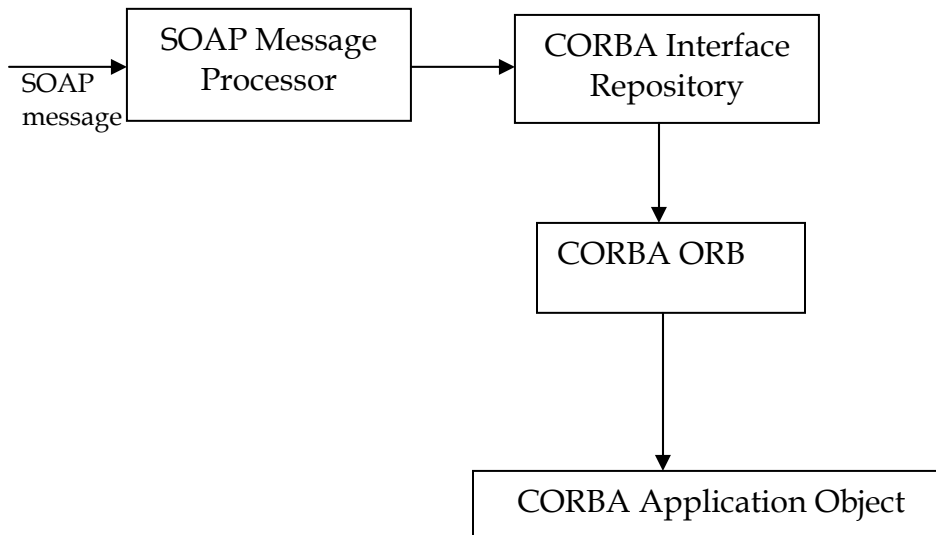 SOAP
message
SOAP Message
Processor
CORBA Interface
Repository
CORBA ORB
CORBA Application Object